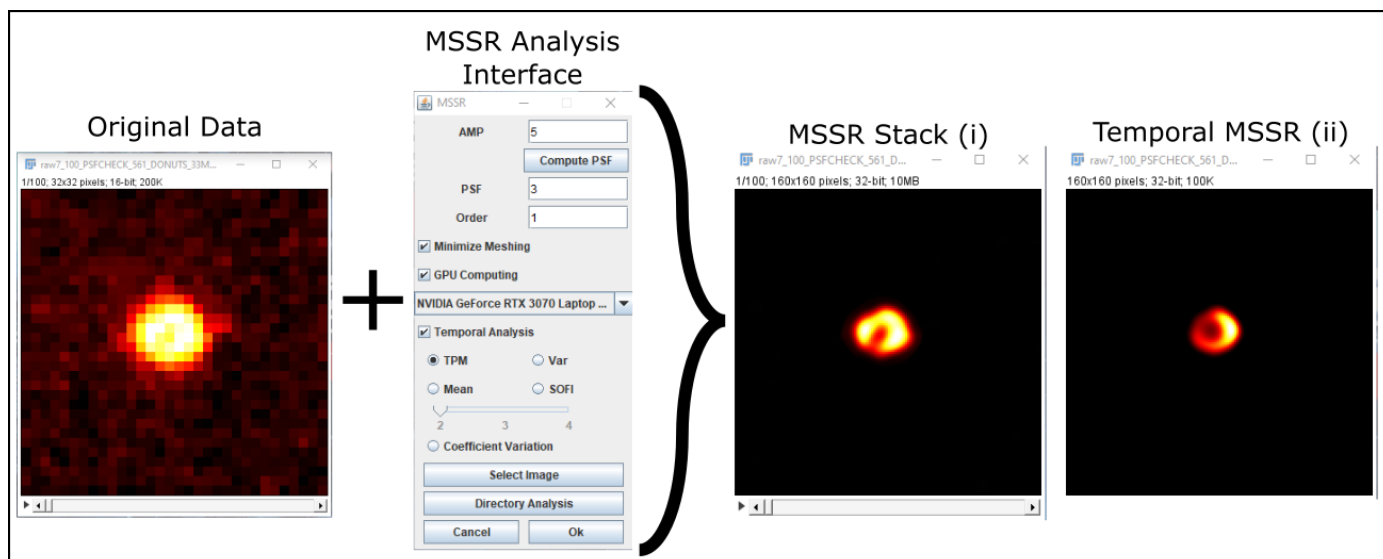 Original Data
raw7_100_PSFCHECK_561_DONUTS_33M...
1/100; 32x32 pixels; 16-bit; 200K
MSSR Analysis
Interface
MSSR
AMP 5
Compute PSF
PSF 3
Order 1
Minimize Meshing
GPU Computing
NVIDIA GeForce RTX 3070 Laptop ...
Temporal Analysis
TPM Var
Mean SOFI
2 3 4
Coefficient Variation
Select Image
Directory Analysis
Cancel Ok
MSSR Stack (i)
raw7_100_PSFCHECK_561_D...
1/100; 160x160 pixels; 32-bit; 10MB
Temporal MSSR (ii)
raw7_100_PSFCHECK_561_D...
160x160 pixels; 32-bit; 100K